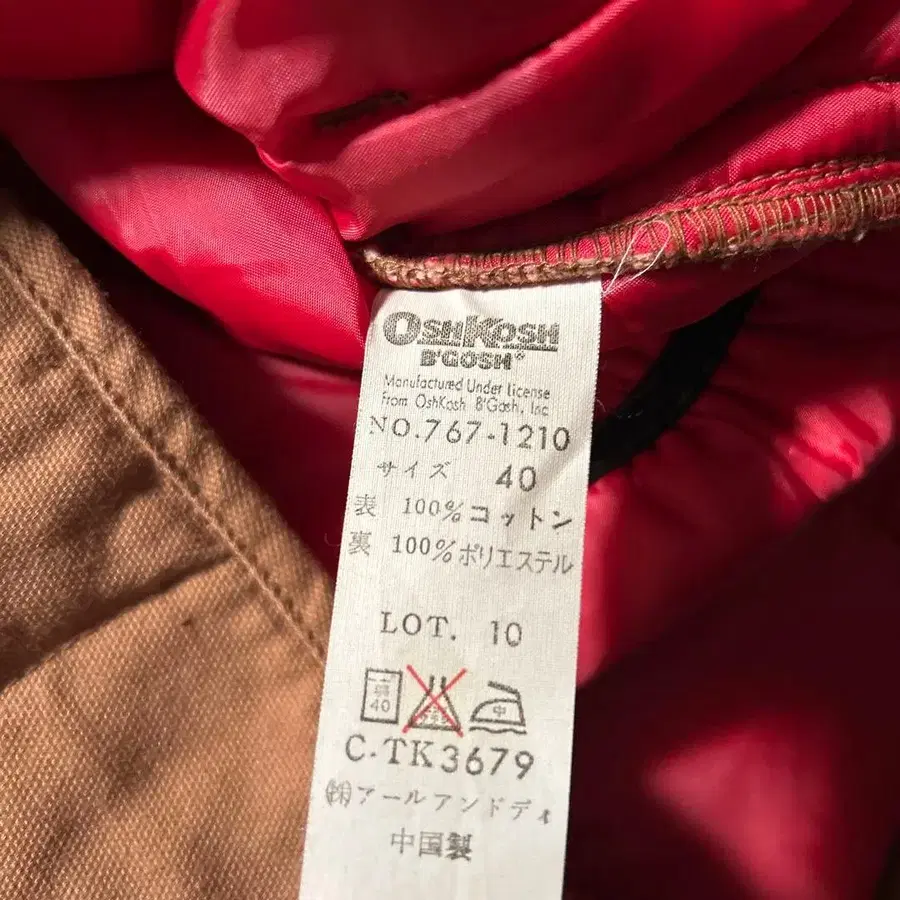 OSHKOSH
B'GOSH®
Manufactured Under License
From OshKosh B'Gosh, Inc
NO.767-1210
サイズ 40
表 100%コットン
裏 100%ポリエステル
LOT. 10
40
中
C-TK3679
㈱アールアンドディ
中国製